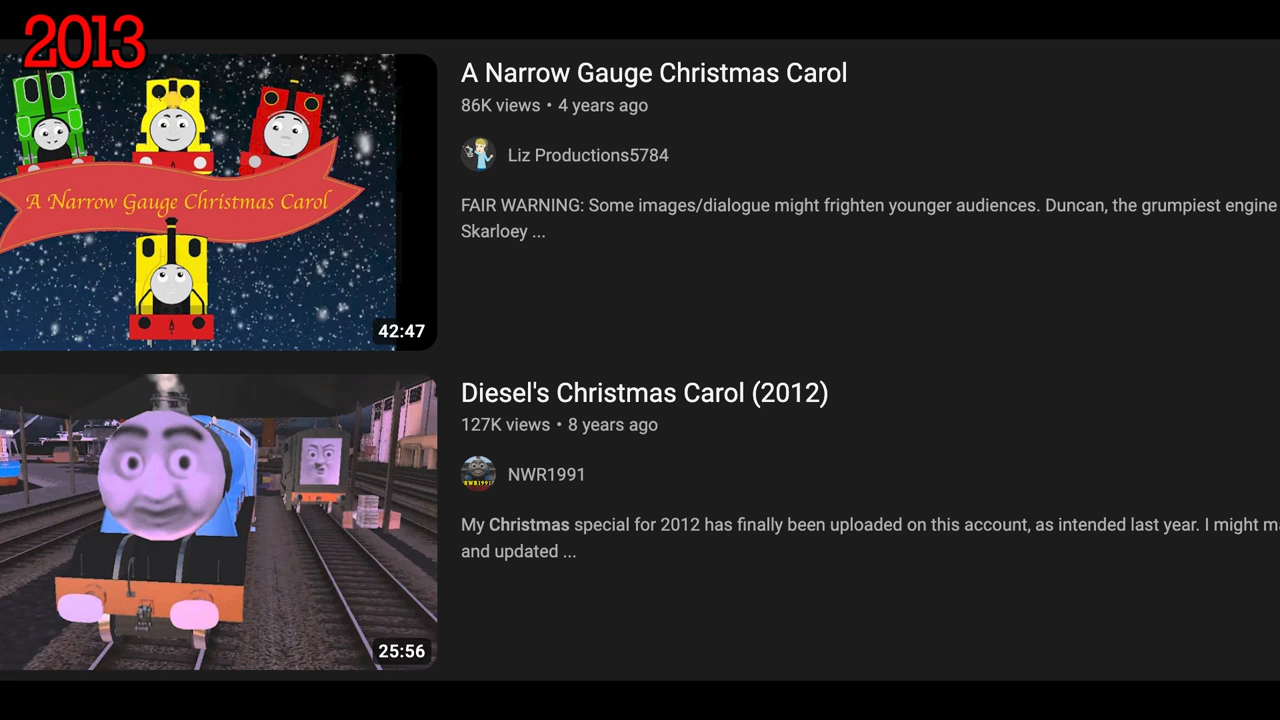 2013
A Narrow Gauge Christmas Carol
42:47
A Narrow Gauge Christmas Carol
86K views • 4 years ago
Liz Productions5784
FAIR WARNING: Some images/dialogue might frighten younger audiences. Duncan, the grumpiest engine
Skarloey ...
25:56
Diesel's Christmas Carol (2012)
127K views • 8 years ago
NWR1991
NWR1991
My Christmas special for 2012 has finally been uploaded on this account, as intended last year. I might m
and updated ...